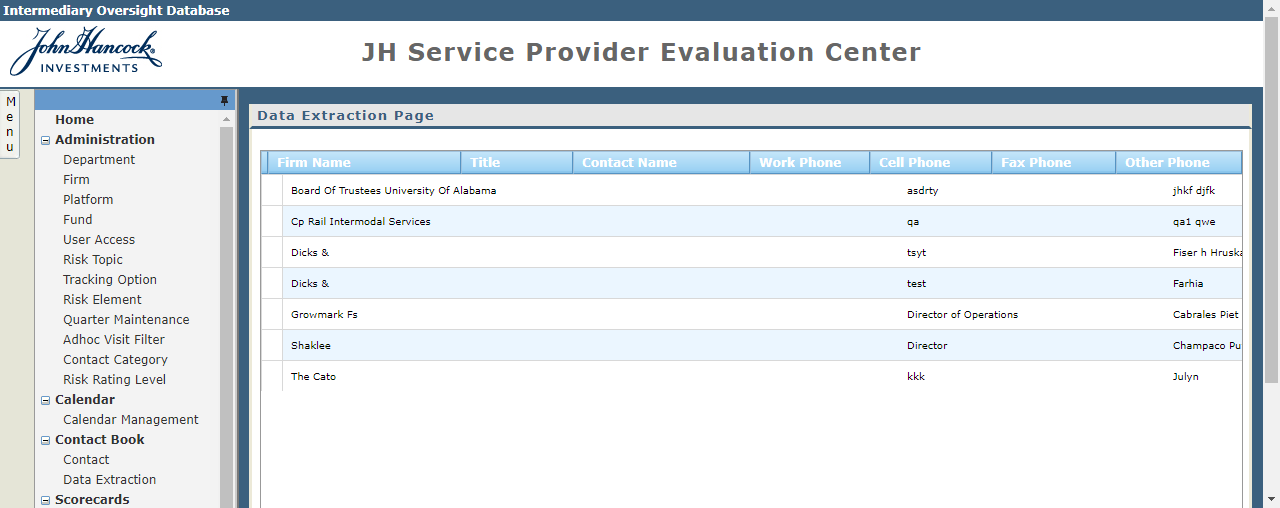 Intermediary Oversight Database
John Hancock
INVESTMENTS
JH Service Provider Evaluation Center
Menu
Home
Administration
Department
Firm
Platform
Fund
User Access
Risk Topic
Tracking Option
Risk Element
Quarter Maintenance
Adhoc Visit Filter
Contact Category
Risk Rating Level
Calendar
Calendar Management
Contact Book
Contact
Data Extraction
Scorecards
Data Extraction Page
Firm Name Title Contact Name Work Phone Cell Phone Fax Phone Other Phone
Board Of Trustees University Of Alabama asdrty jhkf djfk
Cp Rail Intermodal Services qa qa1 qwe
Dicks & tsyt Fiser h Hruska
Dicks & test Farhia
Growmark Fs Director of Operations Cabrales Piet
Shaklee Director Champaco Pu
The Cato kkk Julyn